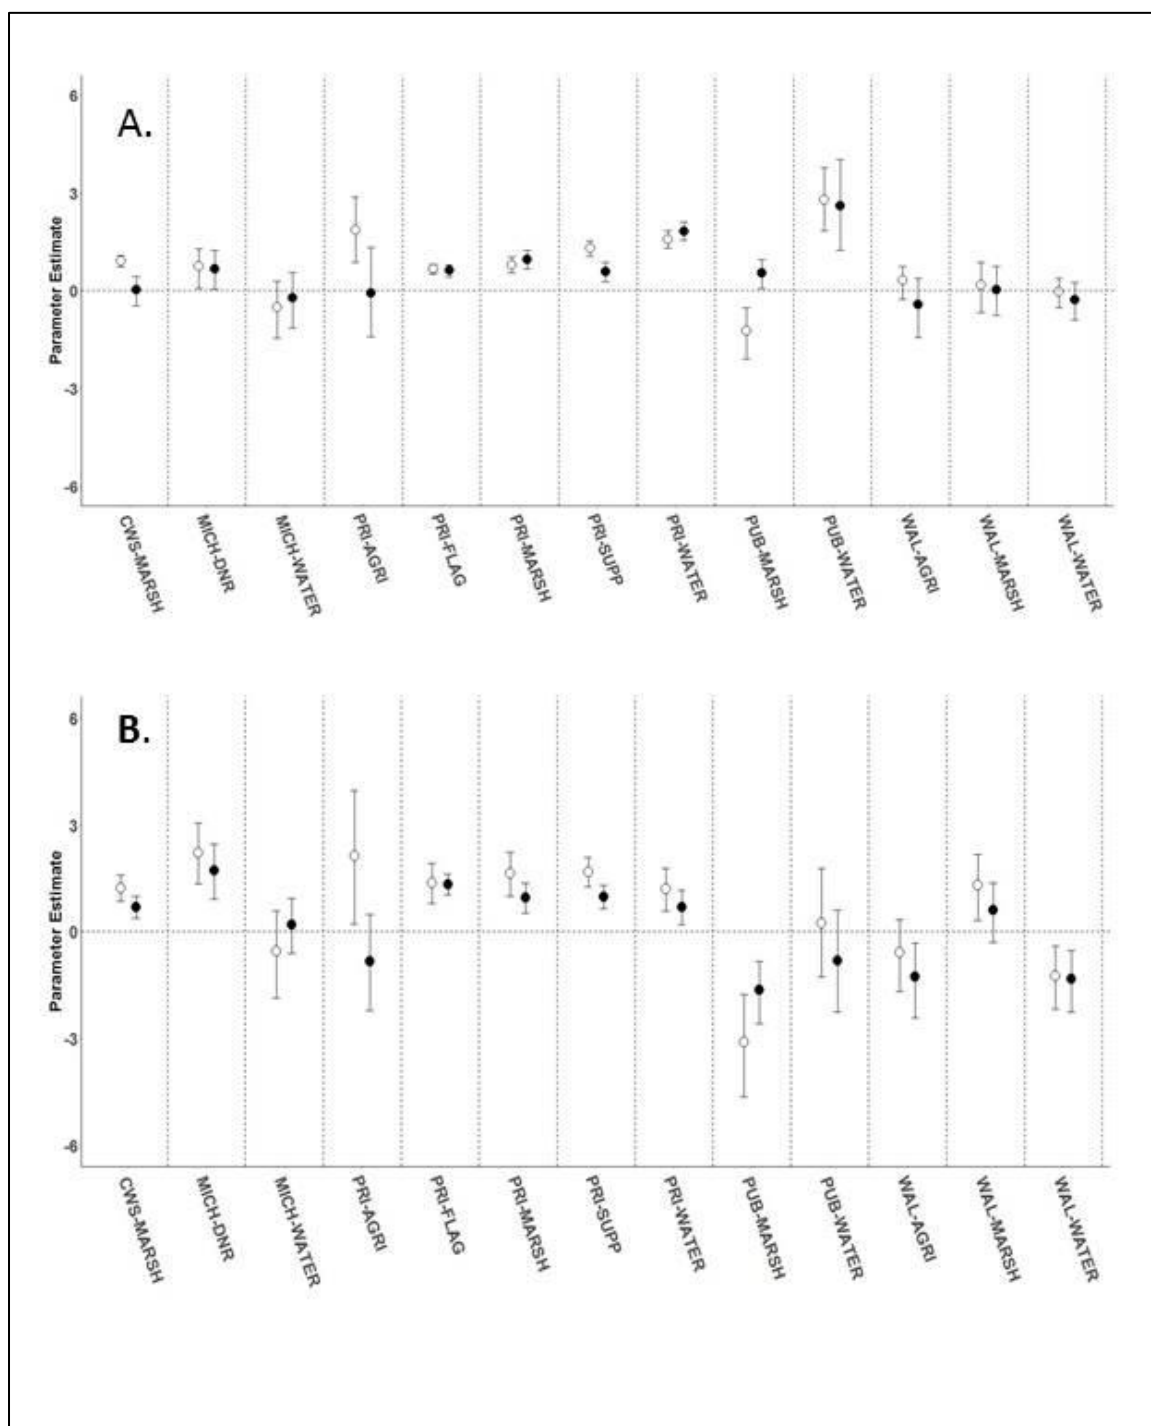 A.
6
3
0
-3
-6
Parameter Estimate
CWS-MARSH
MICH-DNR
MICH-WATER
PRI-AGRI
PRI-FLAG
PRI-MARSH
PRI-SUPP
PRI-WATER
PUB-MARSH
PUB-WATER
WAL-AGRI
WAL-MARSH
WAL-WATER
B.
6
3
0
-3
-6
Parameter Estimate
CWS-MARSH
MICH-DNR
MICH-WATER
PRI-AGRI
PRI-FLAG
PRI-MARSH
PRI-SUPP
PRI-WATER
PUB-MARSH
PUB-WATER
WAL-AGRI
WAL-MARSH
WAL-WATER